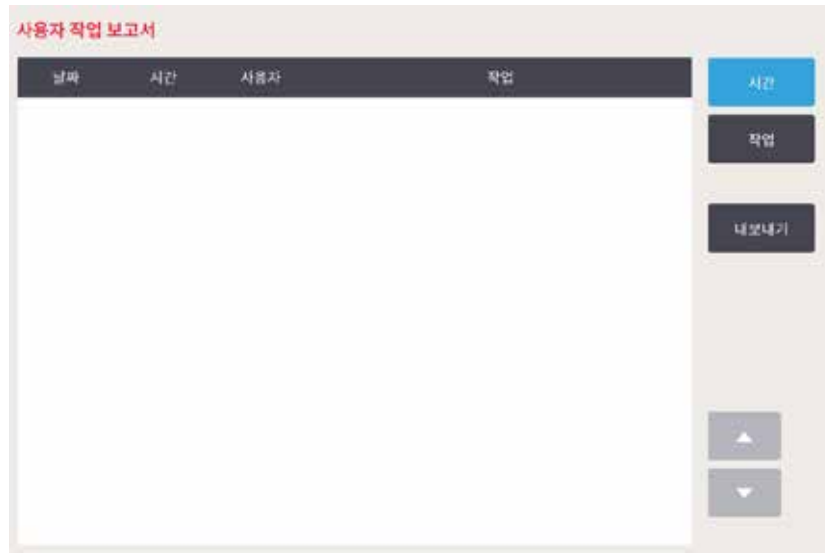 사용자 작업 보고서
날짜 시간 사용자 작업
시간
작업
내보내기